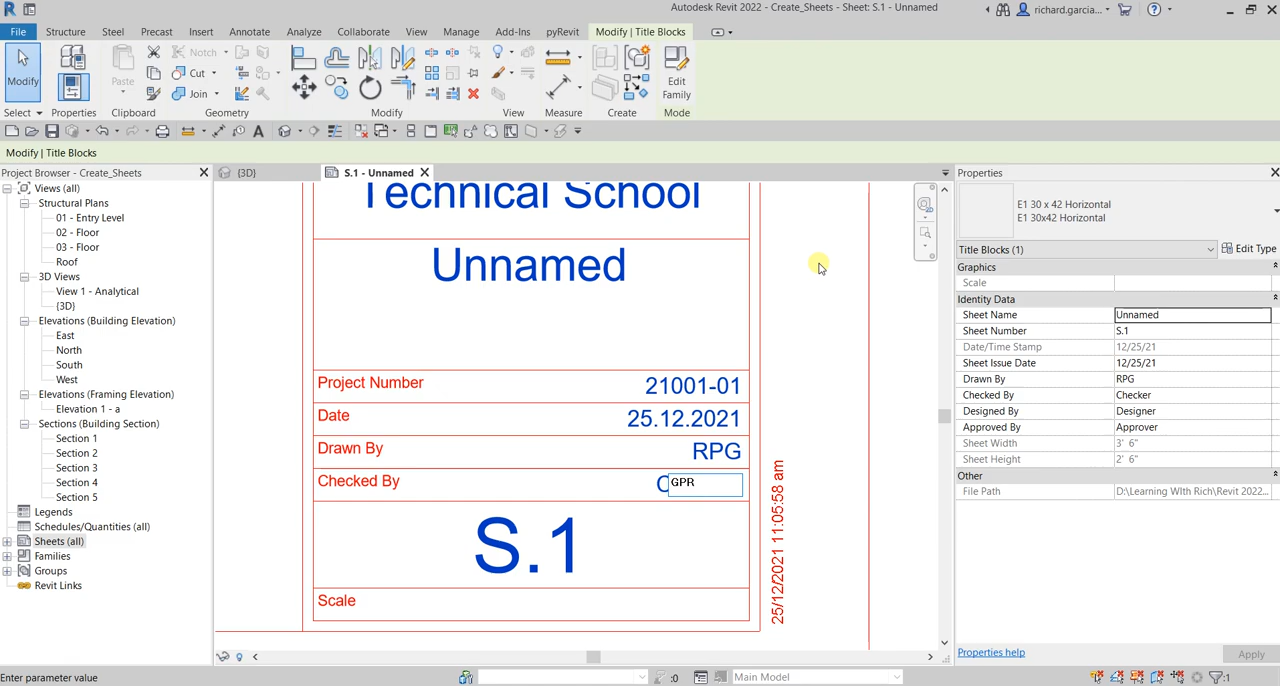 Autodesk Revit 2022 - Create_Sheets - Sheet: S.1 - Unnamed
richard.garcia...
File Structure Steel Precast Insert Annotate Analyze Collaborate View Manage Add-Ins pyRevit Modify | Title Blocks
Modify
Paste
Notch
Cut
Join
Edit
Family
Select Properties Clipboard Geometry Modify View Measure Create Mode
Modify | Title Blocks
Project Browser - Create_Sheets
Views (all)
Structural Plans
01 - Entry Level
02 - Floor
03 - Floor
Roof
3D Views
View 1 - Analytical
{3D}
Elevations (Building Elevation)
East
North
South
West
Elevations (Framing Elevation)
Elevation 1 - a
Sections (Building Section)
Section 1
Section 2
Section 3
Section 4
Section 5
Legends
Schedules/Quantities (all)
Sheets (all)
Families
Groups
Revit Links
{3D}
S.1 - Unnamed
Technical School
Unnamed
Project Number 21001-01
Date 25.12.2021
Drawn By RPG
Checked By C GPR
S.1
Scale
25/12/2021 11:05:58 am
Properties
E1 30 x 42 Horizontal
E1 30x42 Horizontal
Title Blocks (1) Edit Type
Graphics
Scale
Identity Data
Sheet Name Unnamed
Sheet Number S.1
Date/Time Stamp 12/25/21
Sheet Issue Date 12/25/21
Drawn By RPG
Checked By Checker
Designed By Designer
Approved By Approver
Sheet Width 3' 6"
Sheet Height 2' 6"
Other
File Path D:\Learning WIth Rich\Revit 2022...
Properties help Apply
Enter parameter value
:0
Main Model
:1